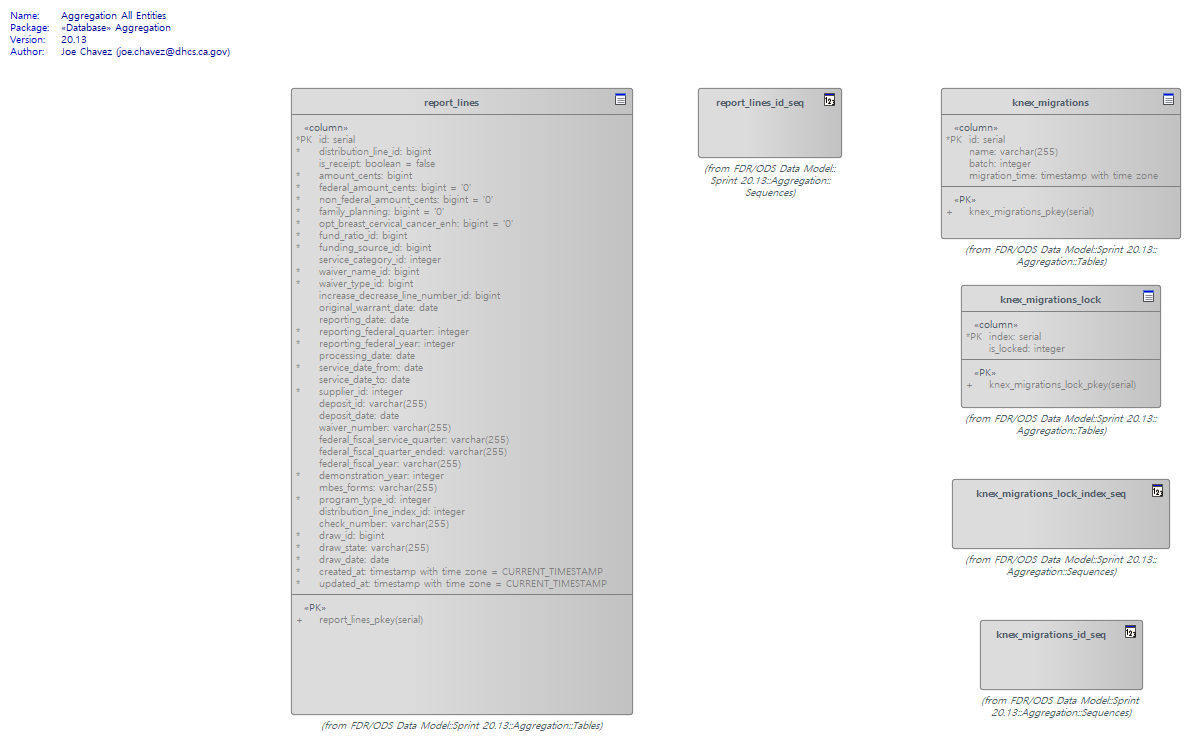 Name: Aggregation All Entities
Package: «Database» Aggregation
Version: 20.13
Author: Joe Chavez (joe.chavez@dhcs.ca.gov)
report_lines
«column»
*PK id: serial
* distribution_line_id: bigint
is_receipt: boolean = false
* amount_cents: bigint
* federal_amount_cents: bigint = '0'
* non_federal_amount_cents: bigint = '0'
* family_planning: bigint = '0'
* opt_breast_cervical_cancer_enh: bigint = '0'
* fund_ratio_id: bigint
* funding_source_id: bigint
service_category_id: integer
* waiver_name_id: bigint
* waiver_type_id: bigint
increase_decrease_line_number_id: bigint
original_warrant_date: date
reporting_date: date
* reporting_federal_quarter: integer
* reporting_federal_year: integer
processing_date: date
* service_date_from: date
service_date_to: date
* supplier_id: integer
deposit_id: varchar(255)
deposit_date: date
waiver_number: varchar(255)
federal_fiscal_service_quarter: varchar(255)
federal_fiscal_quarter_ended: varchar(255)
federal_fiscal_year: varchar(255)
* demonstration_year: integer
mbes_forms: varchar(255)
* program_type_id: integer
distribution_line_index_id: integer
check_number: varchar(255)
* draw_id: bigint
* draw_state: varchar(255)
* draw_date: date
* created_at: timestamp with time zone = CURRENT_TIMESTAMP
* updated_at: timestamp with time zone = CURRENT_TIMESTAMP
«PK»
+ report_lines_pkey(serial)
(from FDR/ODS Data Model::Sprint 20.13::Aggregation::Tables)
report_lines_id_seq
(from FDR/ODS Data Model::
Sprint 20.13::Aggregation::
Sequences)
knex_migrations
«column»
*PK id: serial
name: varchar(255)
batch: integer
migration_time: timestamp with time zone
«PK»
+ knex_migrations_pkey(serial)
(from FDR/ODS Data Model::Sprint 20.13::
Aggregation::Tables)
knex_migrations_lock
«column»
*PK index: serial
is_locked: integer
«PK»
+ knex_migrations_lock_pkey(serial)
(from FDR/ODS Data Model::Sprint 20.13::
Aggregation::Tables)
knex_migrations_lock_index_seq
(from FDR/ODS Data Model::Sprint 20.13::
Aggregation::Sequences)
knex_migrations_id_seq
(from FDR/ODS Data Model::Sprint
20.13::Aggregation::Sequences)